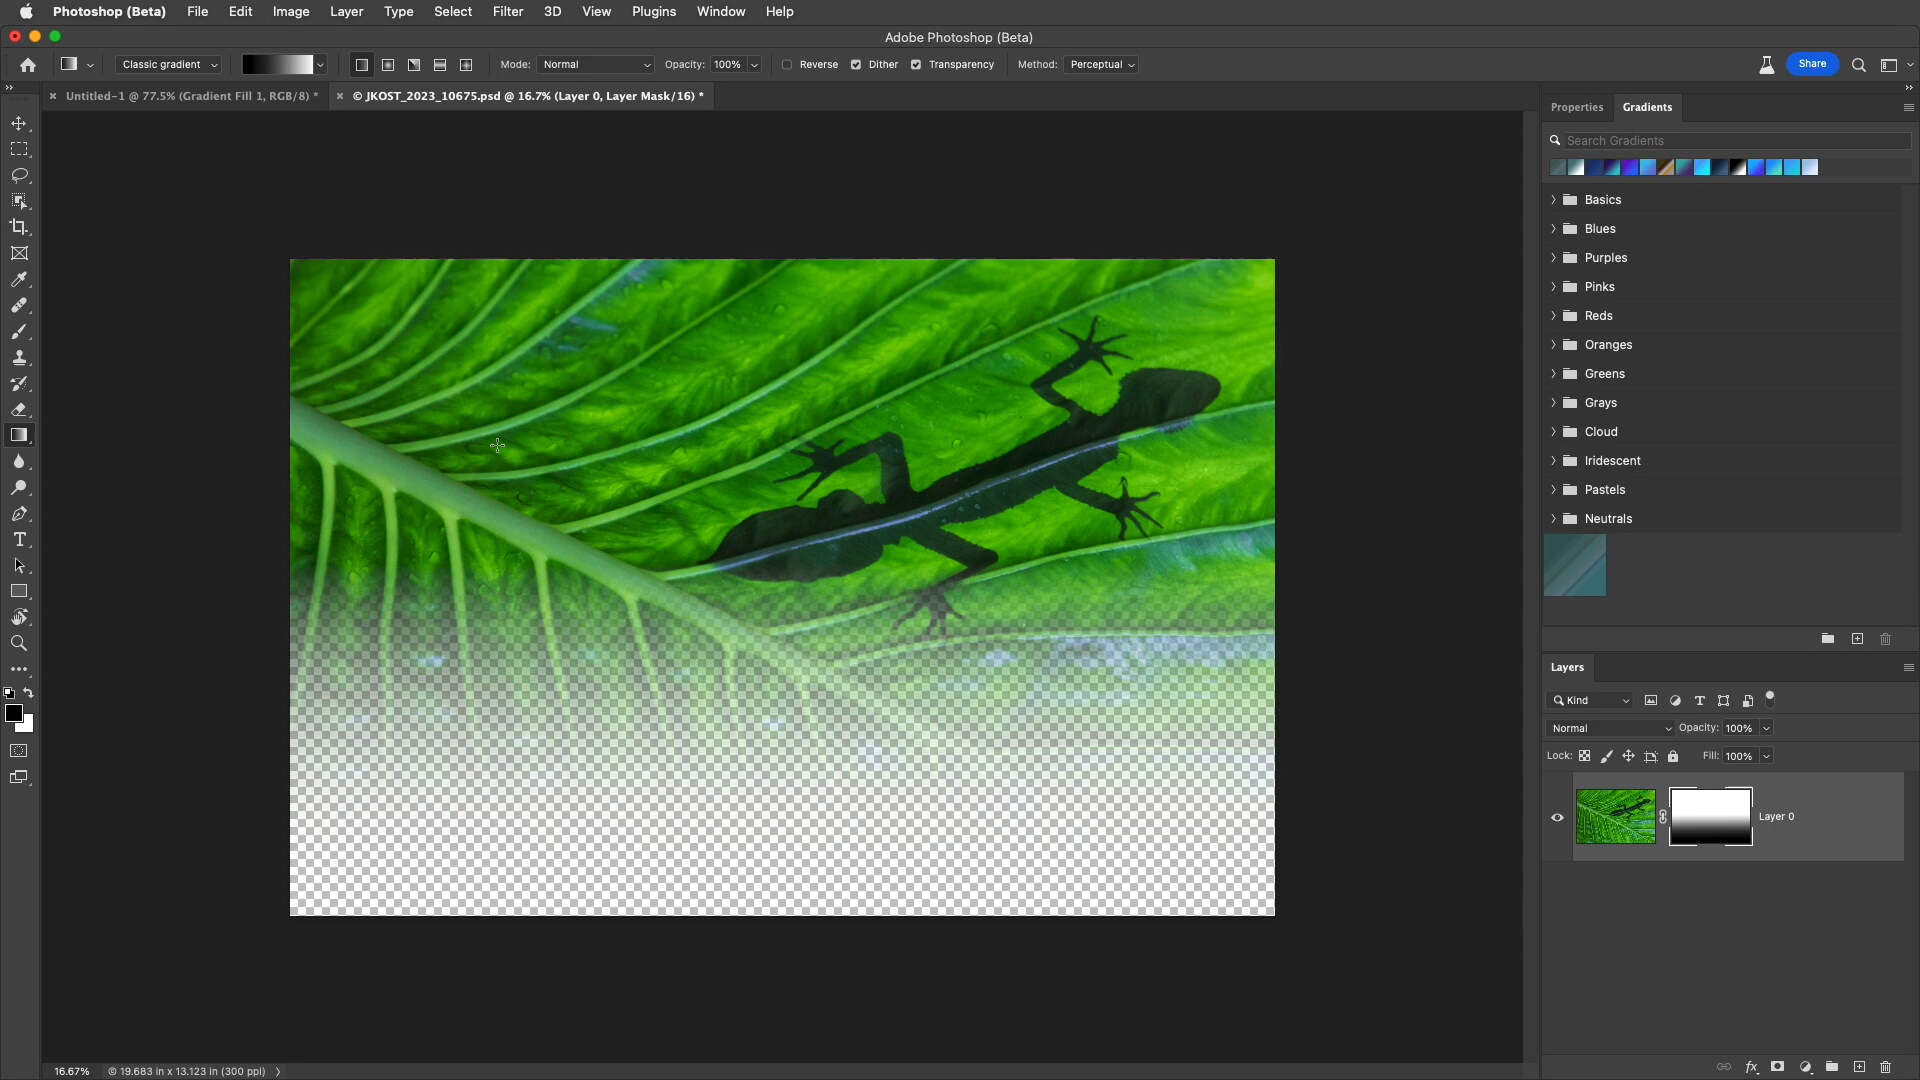 Photoshop (Beta) File Edit Image Layer Type Select Filter 3D View Plugins Window Help
Adobe Photoshop (Beta)
Classic gradient Mode: Normal Opacity: 100% Reverse Dither Transparency Method: Perceptual Share
Untitled-1 @ 77.5% (Gradient Fill 1, RGB/8) *
© JKOST_2023_10675.psd @ 16.7% (Layer 0, Layer Mask/16) *
Properties Gradients
Search Gradients
Basics
Blues
Purples
Pinks
Reds
Oranges
Greens
Grays
Cloud
Iridescent
Pastels
Neutrals
Layers
Kind
Normal Opacity: 100%
Lock: Fill: 100%
Layer 0
16.67% © 19.683 in x 13.123 in (300 ppi)